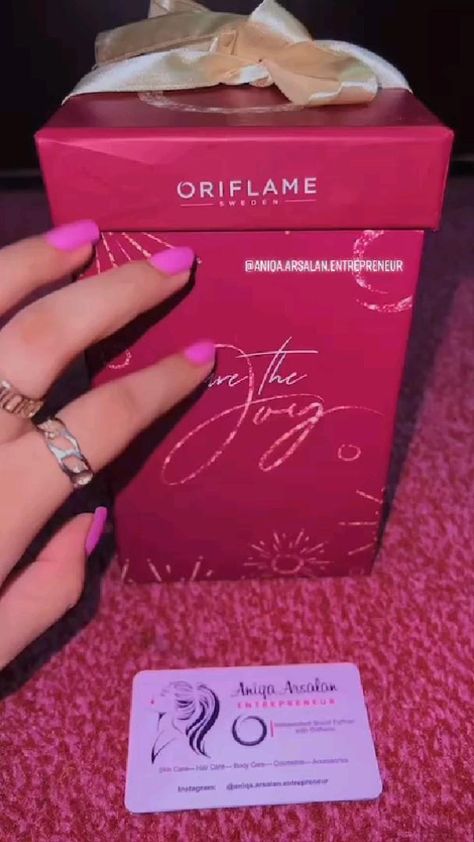 ORIFLAME
SWEDEN
@ANIQA.ARSALAN.ENTREPRENEUR
the
Joy
Aniqa Arsalan
ENTREPRENEUR
Independent Brand Partner
with Oriflame
Skin Care—Hair Care—Body Care—Cosmetics—Accessories
Instagram: @aniqa.arsalan.entrepreneur